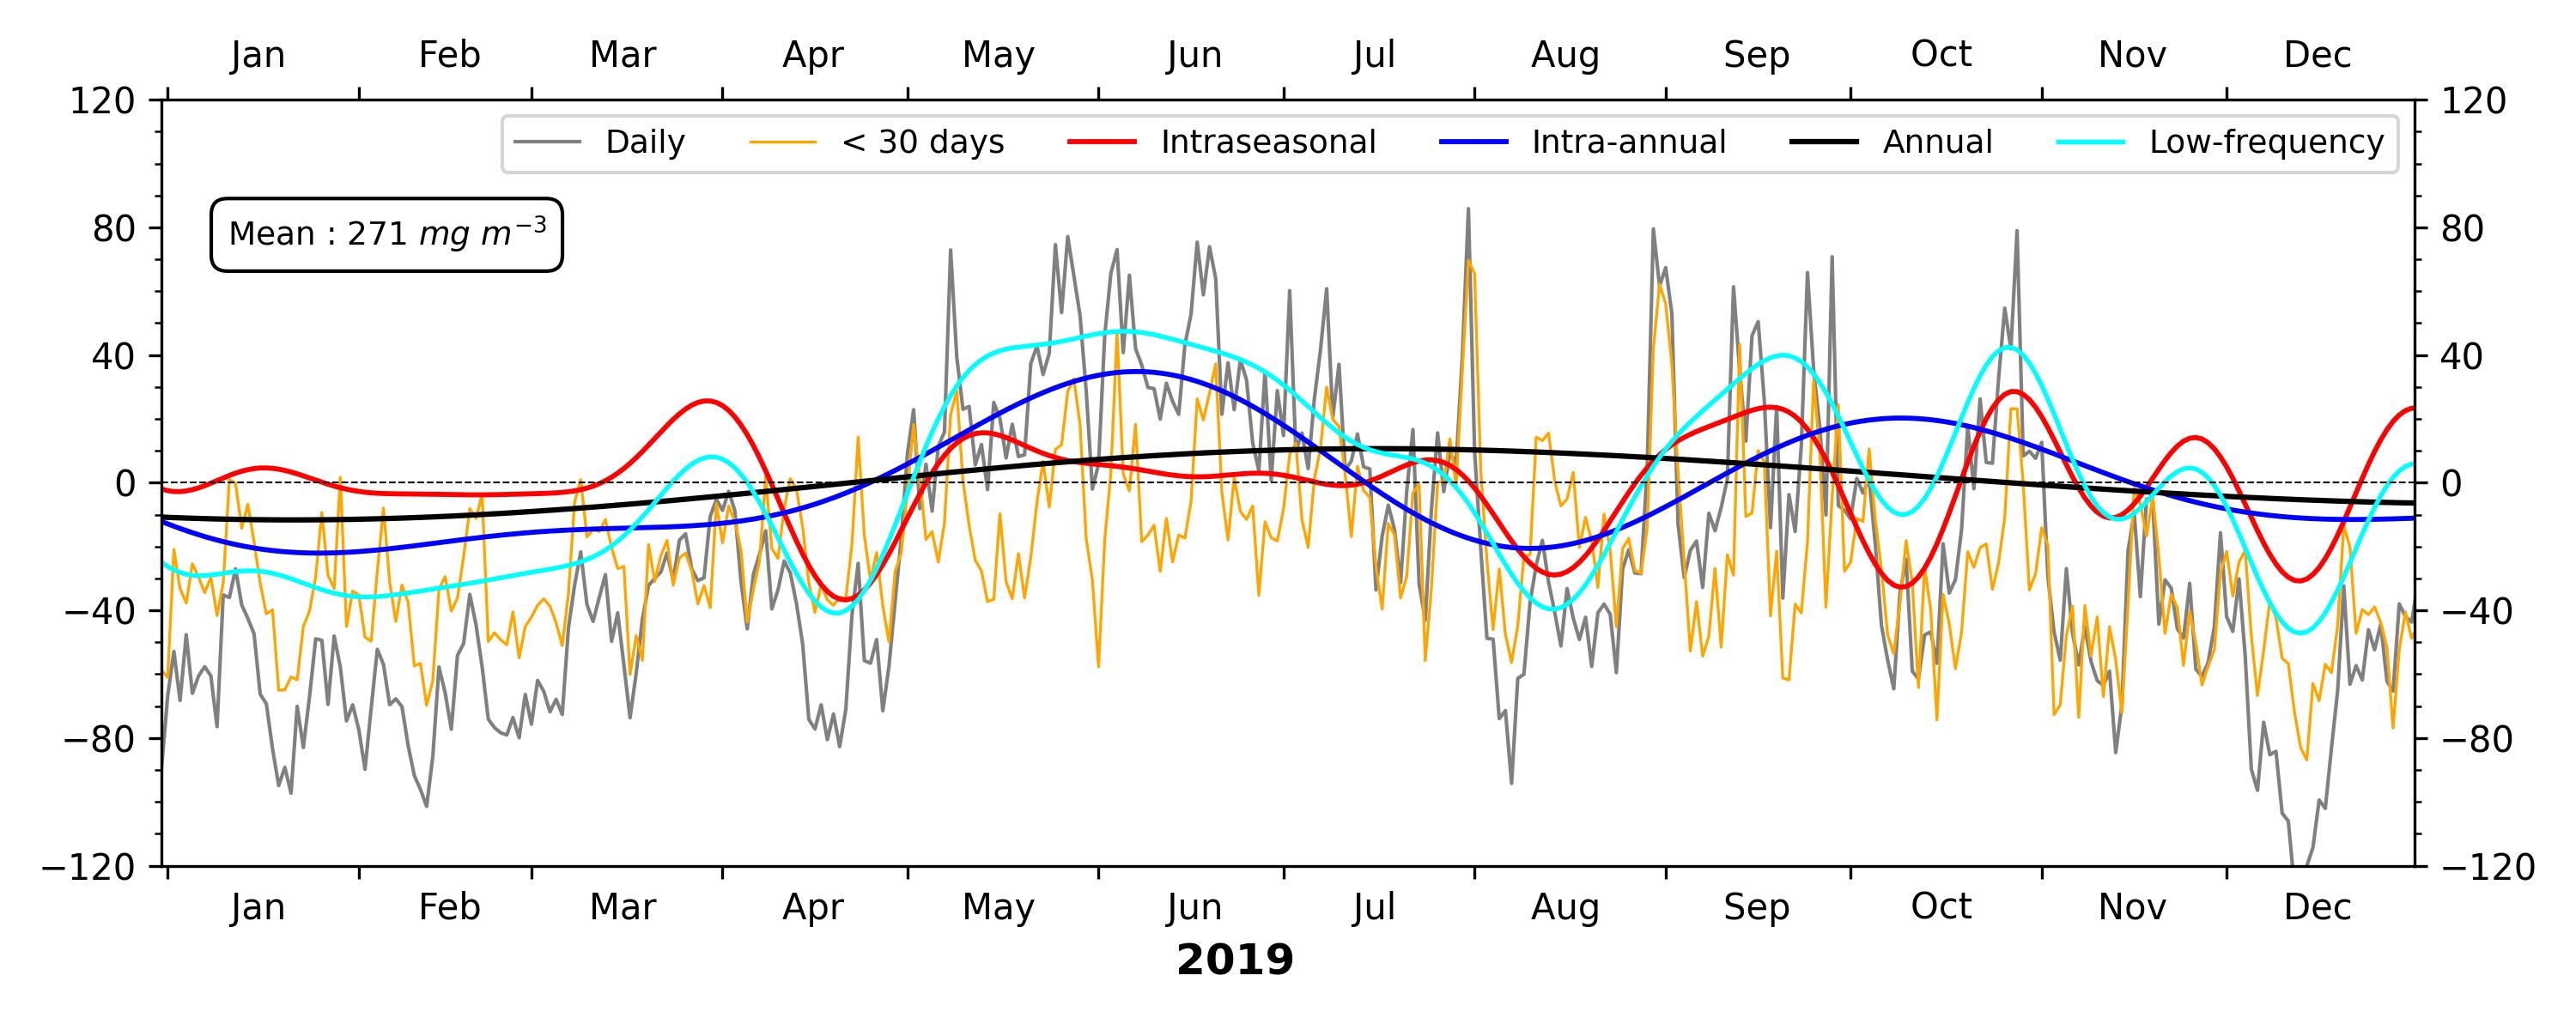 Jan Feb Mar Apr May Jun Jul Aug Sep Oct Nov Dec
120 120
Daily < 30 days Intraseasonal Intra-annual Annual Low-frequency
80 80
Mean : 271 mg m⁻³
40 40
0 0
−40 −40
−80 −80
−120 −120
Jan Feb Mar Apr May Jun Jul Aug Sep Oct Nov Dec
2019